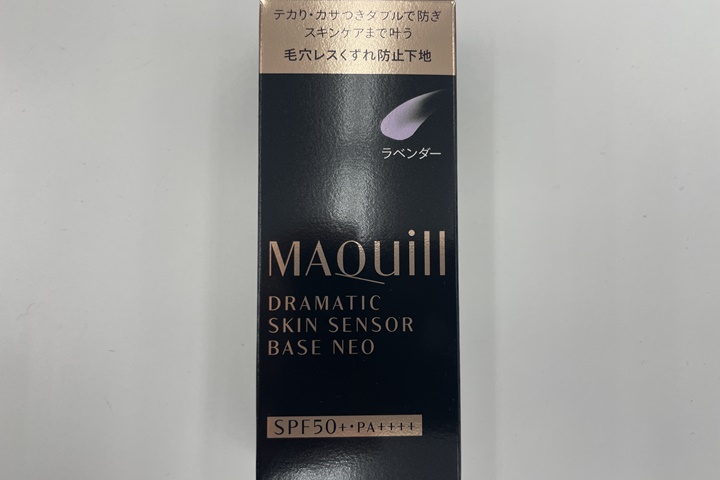 テカリ・カサつきダブルで防ぎ
スキンケアまで叶う
毛穴レスくずれ防止下地
ラベンダー
MAQuill
DRAMATIC
SKIN SENSOR
BASE NEO
SPF50+・PA++++